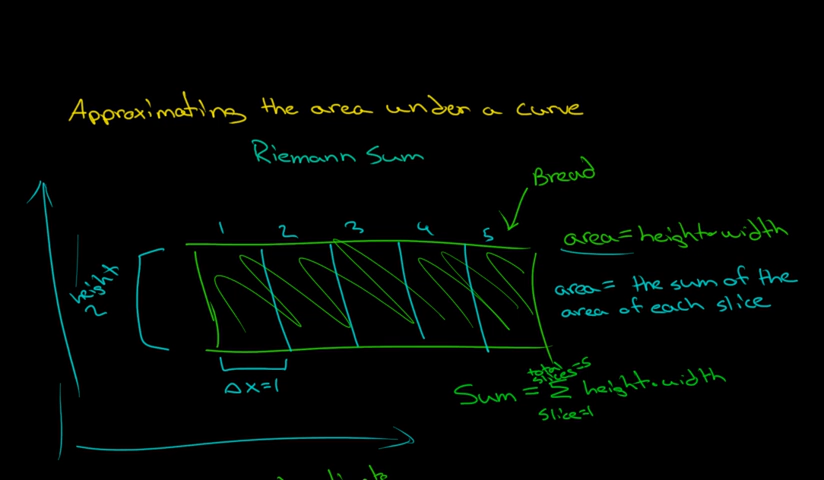 Approximating the area under a curve
Riemann Sum
Bread
1 2 3 4 5
area = height·width
height
2
area = the sum of the
area of each slice
Δx=1
total
slices=5
Sum = Σ height·width
slice=1